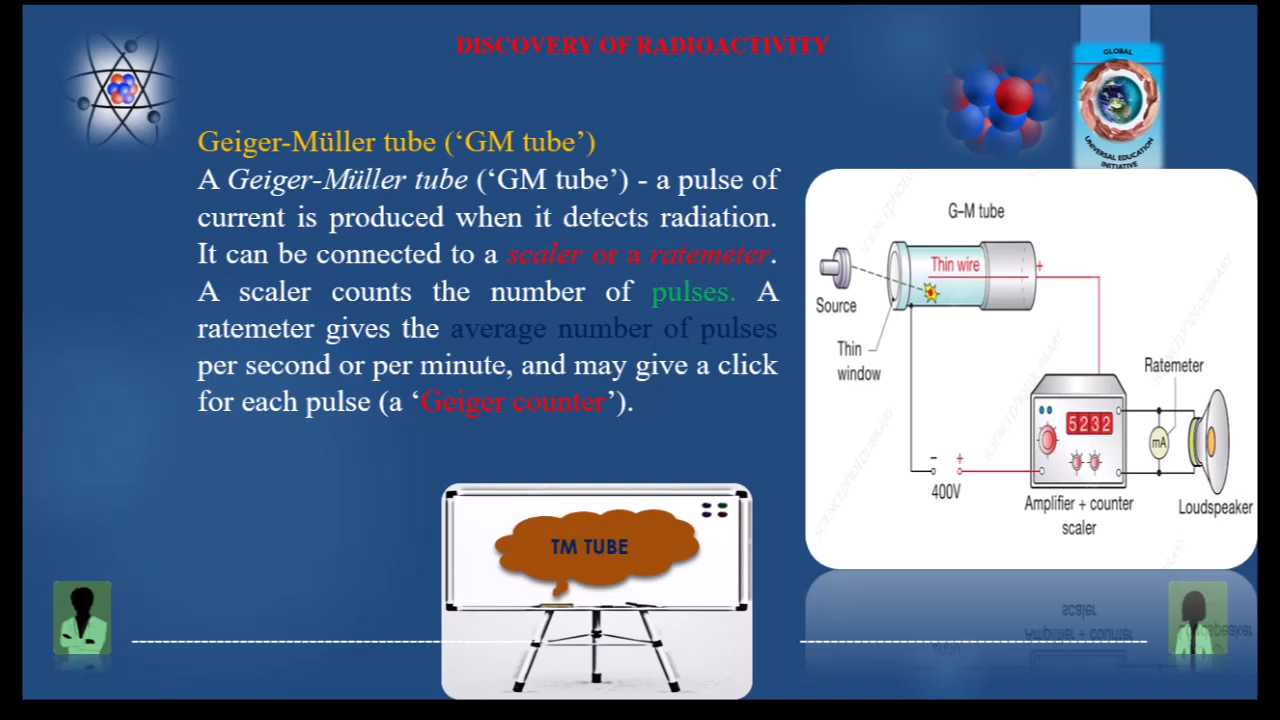 DISCOVERY OF RADIOACTIVITY
GLOBAL
UNIVERSAL EDUCATION
INITIATIVE
Geiger-Müller tube (‘GM tube’)
A Geiger-Müller tube (‘GM tube’) - a pulse of
current is produced when it detects radiation.
It can be connected to a scaler or a ratemeter.
A scaler counts the number of pulses. A
ratemeter gives the average number of pulses
per second or per minute, and may give a click
for each pulse (a ‘Geiger counter’).
G–M tube
Thin wire
+
Source
Thin
window
Ratemeter
5232
mA
− +
400V
Amplifier + counter
scaler
Loudspeaker
SCIENCEPHOTOLIBRARY
TM TUBE